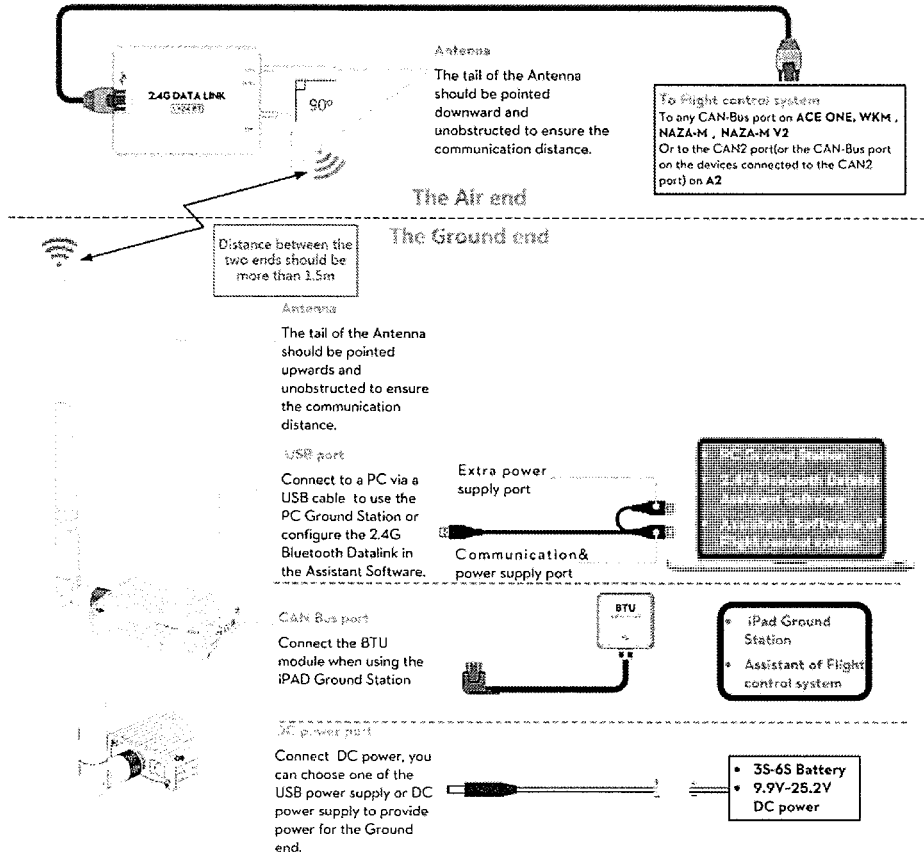 2.4G DATA LINK
90°
Antenna
The tail of the Antenna
should be pointed
downward and
unobstructed to ensure the
communication distance.
To Flight control system
To any CAN-Bus port on ACE ONE, WKM ,
NAZA-M , NAZA-M V2
Or to the CAN2 port(or the CAN-Bus port
on the devices connected to the CAN2
port) on A2
The Air end
The Ground end
Distance between the
two ends should be
more than 1.5m
Antenna
The tail of the Antenna
should be pointed
upwards and
unobstructed to ensure
the communication
distance.
USB port
Connect to a PC via a
USB cable to use the
PC Ground Station or
configure the 2.4G
Bluetooth Datalink in
the Assistant Software.
Extra power
supply port
Communication&
power supply port
PC Ground Station
CAN Bus port
Connect the BTU
module when using the
iPAD Ground Station
BTU
• iPad Ground
Station
• Assistant of Flight
control system
DC power port
Connect DC power, you
can choose one of the
USB power supply or DC
power supply to provide
power for the Ground
end.
• 3S-6S Battery
• 9.9V~25.2V
DC power